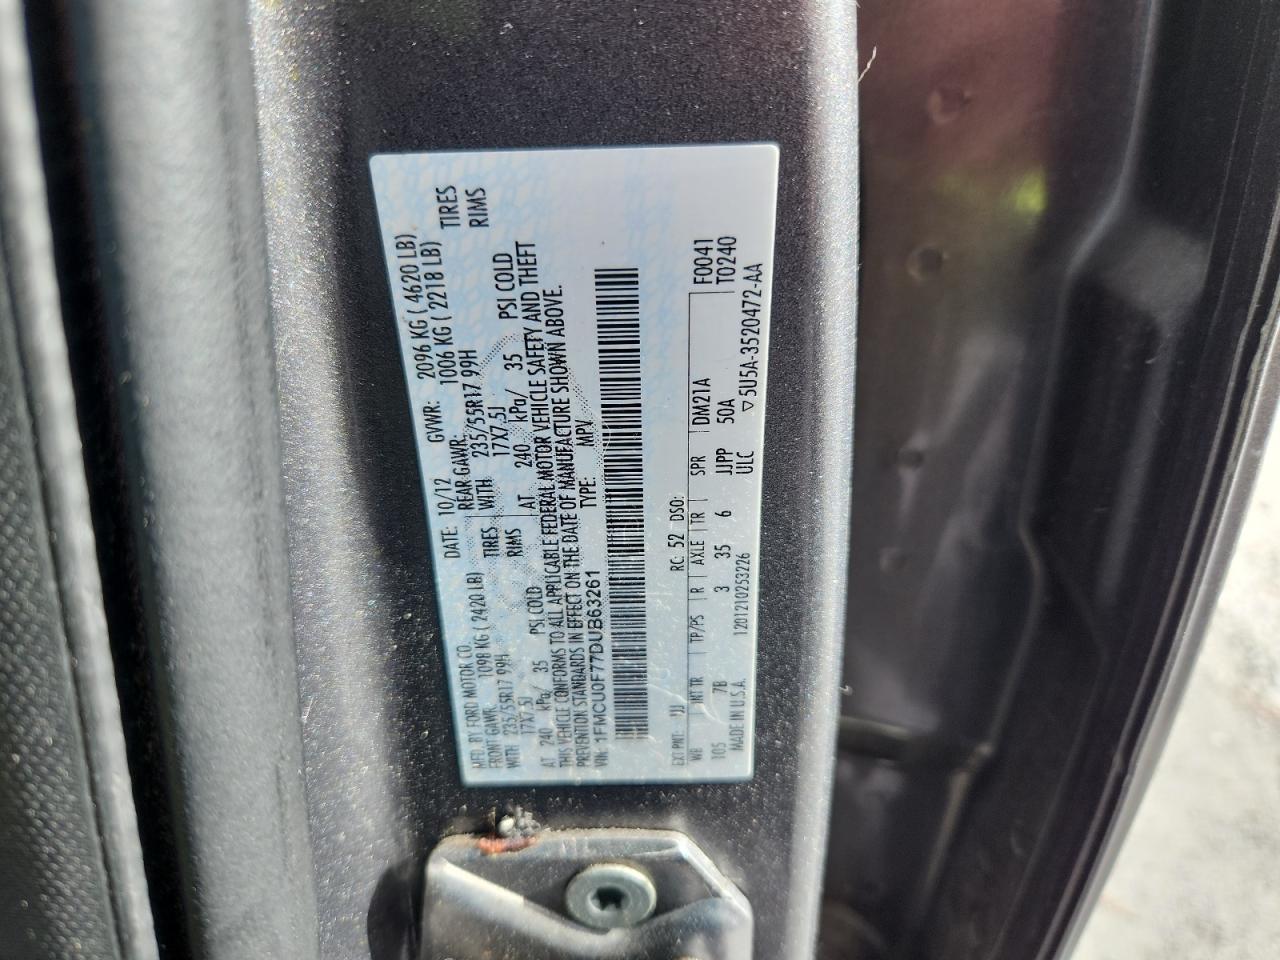 MFD. BY FORD MOTOR CO.
DATE: 10/12 GVWR: 2096 KG ( 4620 LB)
FRONT GAWR: 1098 KG ( 2420 LB) REAR GAWR: 1006 KG ( 2218 LB)
WITH 235/55R17 99H TIRES WITH 235/55R17 99H TIRES
17X7.5J RIMS 17X7.5J RIMS
AT 240 kPa/ 35 PSI COLD AT 240 kPa/ 35 PSI COLD
THIS VEHICLE CONFORMS TO ALL APPLICABLE FEDERAL MOTOR VEHICLE SAFETY AND THEFT
PREVENTION STANDARDS IN EFFECT ON THE DATE OF MANUFACTURE SHOWN ABOVE.
VIN: 1FMCU0F77DUB63261 TYPE: MPV
EXT PNT: JJ RC: 52 DSO: F0041
WB INT TR TP/PS R AXLE TR SPR DM21A T0240
105 7B 3 35 6 JJPP 50A
MADE IN U.S.A. 1201210253226 ULC ▽5U5A-3520472-AA